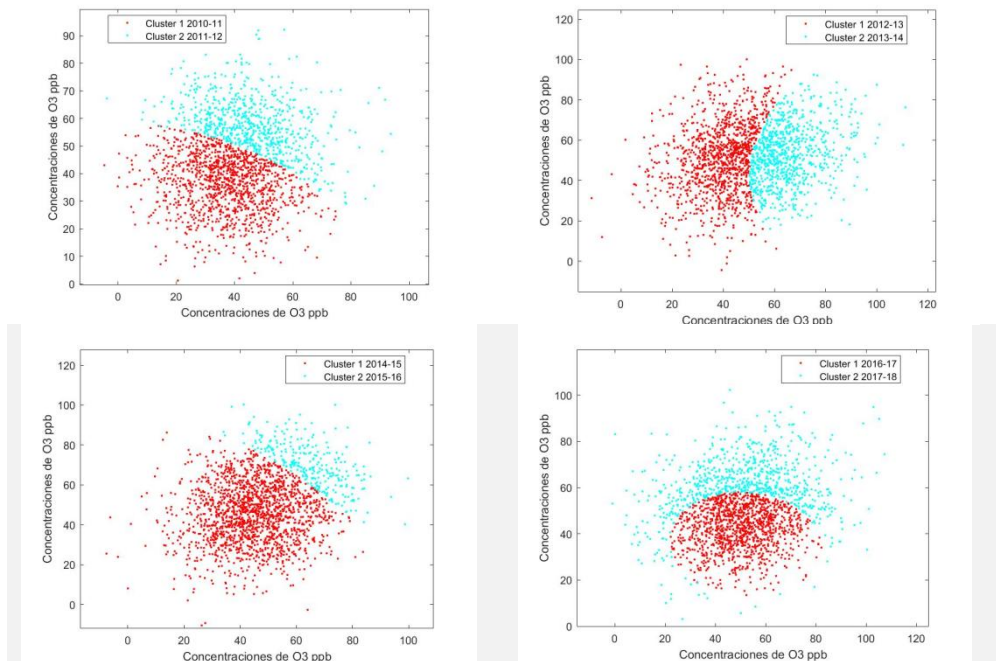 Cluster 1 2010-11
Cluster 2 2011-12
Concentraciones de O3 ppb
90
80
70
60
50
40
30
20
10
0
0 20 40 60 80 100
Concentraciones de O3 ppb
Cluster 1 2012-13
Cluster 2 2013-14
Concentraciones de O3 ppb
120
100
80
60
40
20
0
0 20 40 60 80 100 120
Concentraciones de O3 ppb
Cluster 1 2014-15
Cluster 2 2015-16
Concentraciones de O3 ppb
120
100
80
60
40
20
0
0 20 40 60 80 100
Concentraciones de O3 ppb
Cluster 1 2016-17
Cluster 2 2017-18
Concentraciones de O3 ppb
100
80
60
40
20
0
0 20 40 60 80 100
Concentraciones de O3 ppb